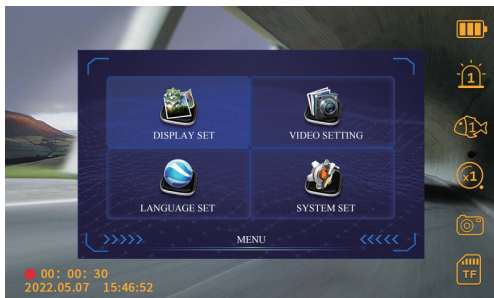 1
DISPLAY SET
VIDEO SETTING
1
x1
LANGUAGE SET
SYSTEM SET
>>>>>
MENU
<<<<<
00: 00: 30
TF
2022.05.07 15:46:52